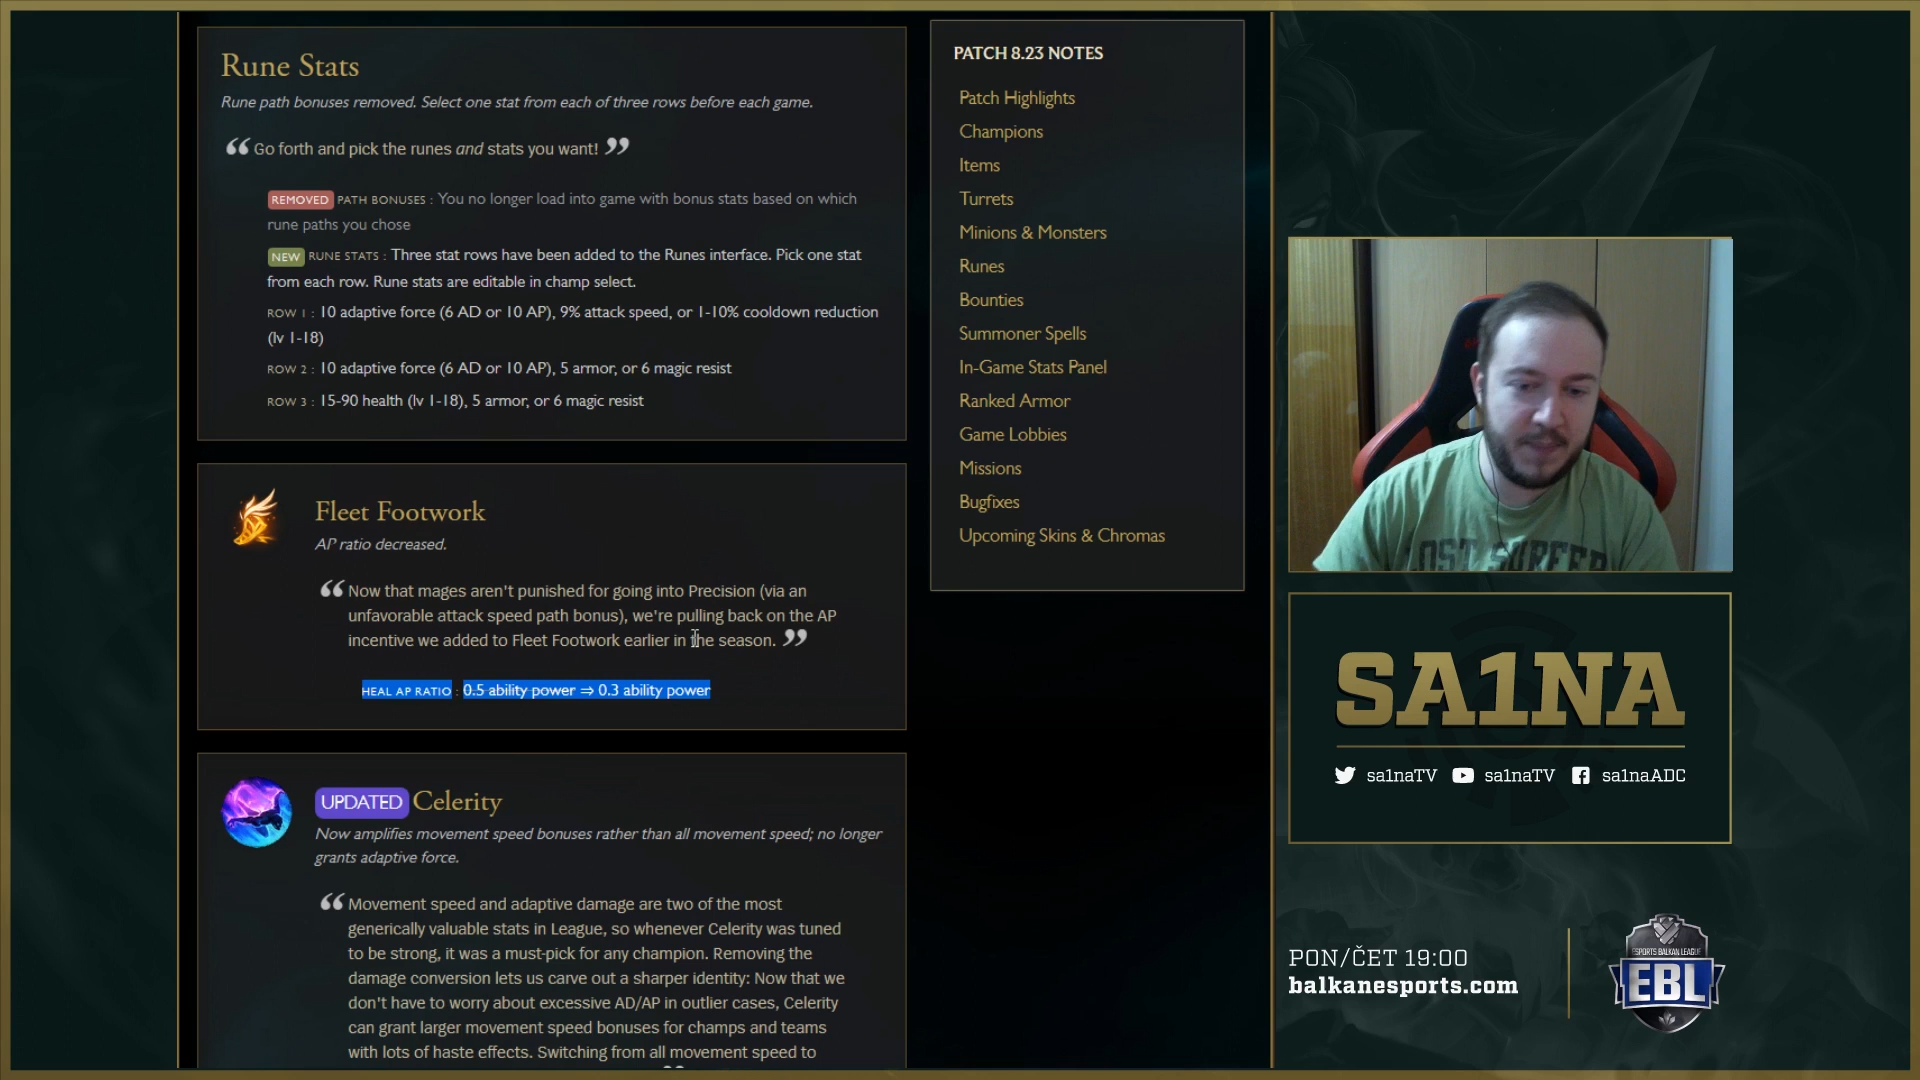 Rune Stats
Rune path bonuses removed. Select one stat from each of three rows before each game.
“ Go forth and pick the runes and stats you want! ”
REMOVED PATH BONUSES : You no longer load into game with bonus stats based on which
rune paths you chose
NEW RUNE STATS : Three stat rows have been added to the Runes interface. Pick one stat
from each row. Rune stats are editable in champ select.
ROW 1 : 10 adaptive force (6 AD or 10 AP), 9% attack speed, or 1-10% cooldown reduction
(lv 1-18)
ROW 2 : 10 adaptive force (6 AD or 10 AP), 5 armor, or 6 magic resist
ROW 3 : 15-90 health (lv 1-18), 5 armor, or 6 magic resist
Fleet Footwork
AP ratio decreased.
“ Now that mages aren't punished for going into Precision (via an
unfavorable attack speed path bonus), we're pulling back on the AP
incentive we added to Fleet Footwork earlier in the season. ”
HEAL AP RATIO : 0.5 ability power ⇒ 0.3 ability power
UPDATED Celerity
Now amplifies movement speed bonuses rather than all movement speed; no longer
grants adaptive force.
“ Movement speed and adaptive damage are two of the most
generically valuable stats in League, so whenever Celerity was tuned
to be strong, it was a must-pick for any champion. Removing the
damage conversion lets us carve out a sharper identity: Now that we
don't have to worry about excessive AD/AP in outlier cases, Celerity
can grant larger movement speed bonuses for champs and teams
with lots of haste effects. Switching from all movement speed to
PATCH 8.23 NOTES
Patch Highlights
Champions
Items
Turrets
Minions & Monsters
Runes
Bounties
Summoner Spells
In-Game Stats Panel
Ranked Armor
Game Lobbies
Missions
Bugfixes
Upcoming Skins & Chromas
LOST SURFER
SA1NA
sa1naTV sa1naTV sa1naADC
PON/ČET 19:00
balkanesports.com
ESPORTS BALKAN LEAGUE
EBL